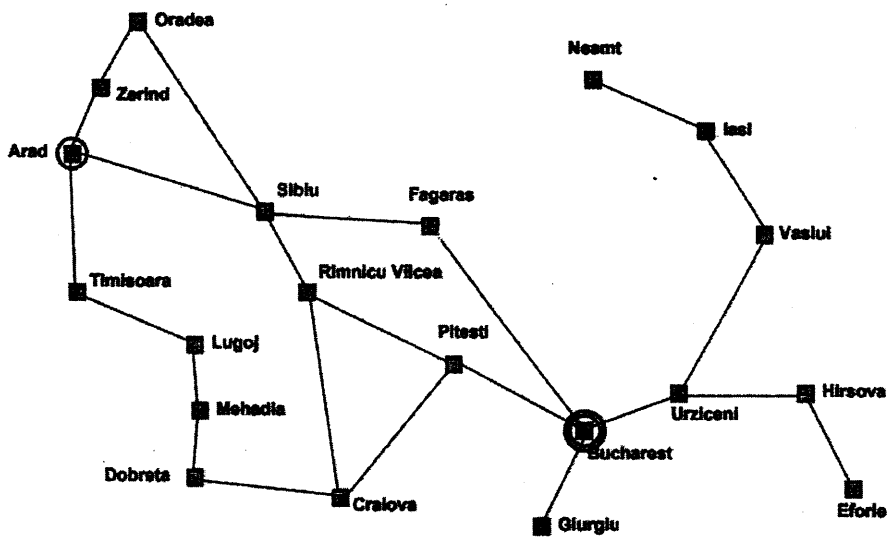 Oradea
Neamt
Zerind
Iasi
Arad
Sibiu
Fagaras
Vaslui
Timisoara
Rimnicu Vilcea
Lugoj
Pitesti
Mehadia
Hirsova
Urziceni
Bucharest
Dobreta
Craiova
Giurgiu
Eforie